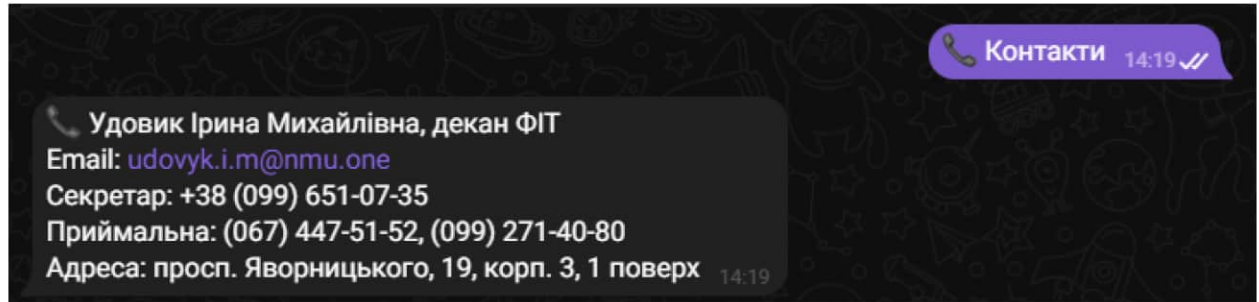 📞 Контакти 14:19
📞 Удовик Ірина Михайлівна, декан ФІТ
Email: udovyk.i.m@nmu.one
Секретар: +38 (099) 651-07-35
Приймальна: (067) 447-51-52, (099) 271-40-80
Адреса: просп. Яворницького, 19, корп. 3, 1 поверх 14:19